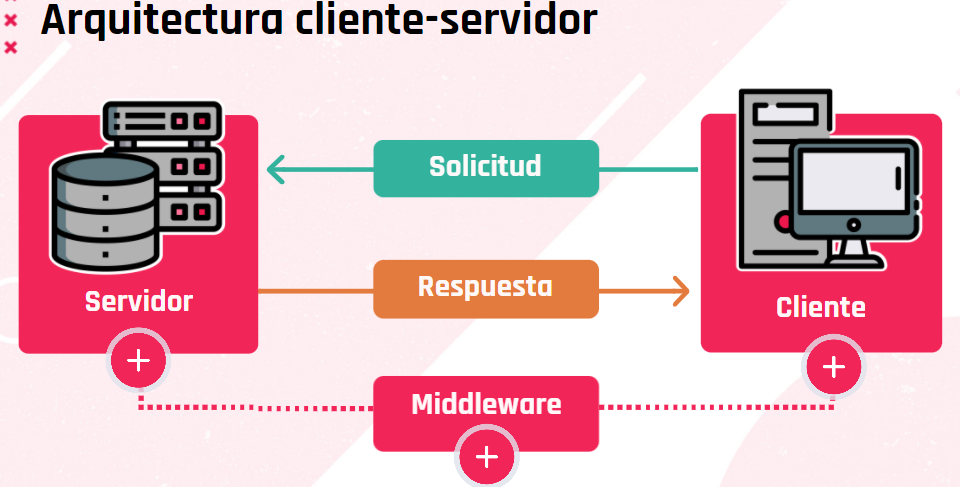 Arquitectura cliente-servidor
Solicitud
Respuesta
Servidor
Cliente
Middleware